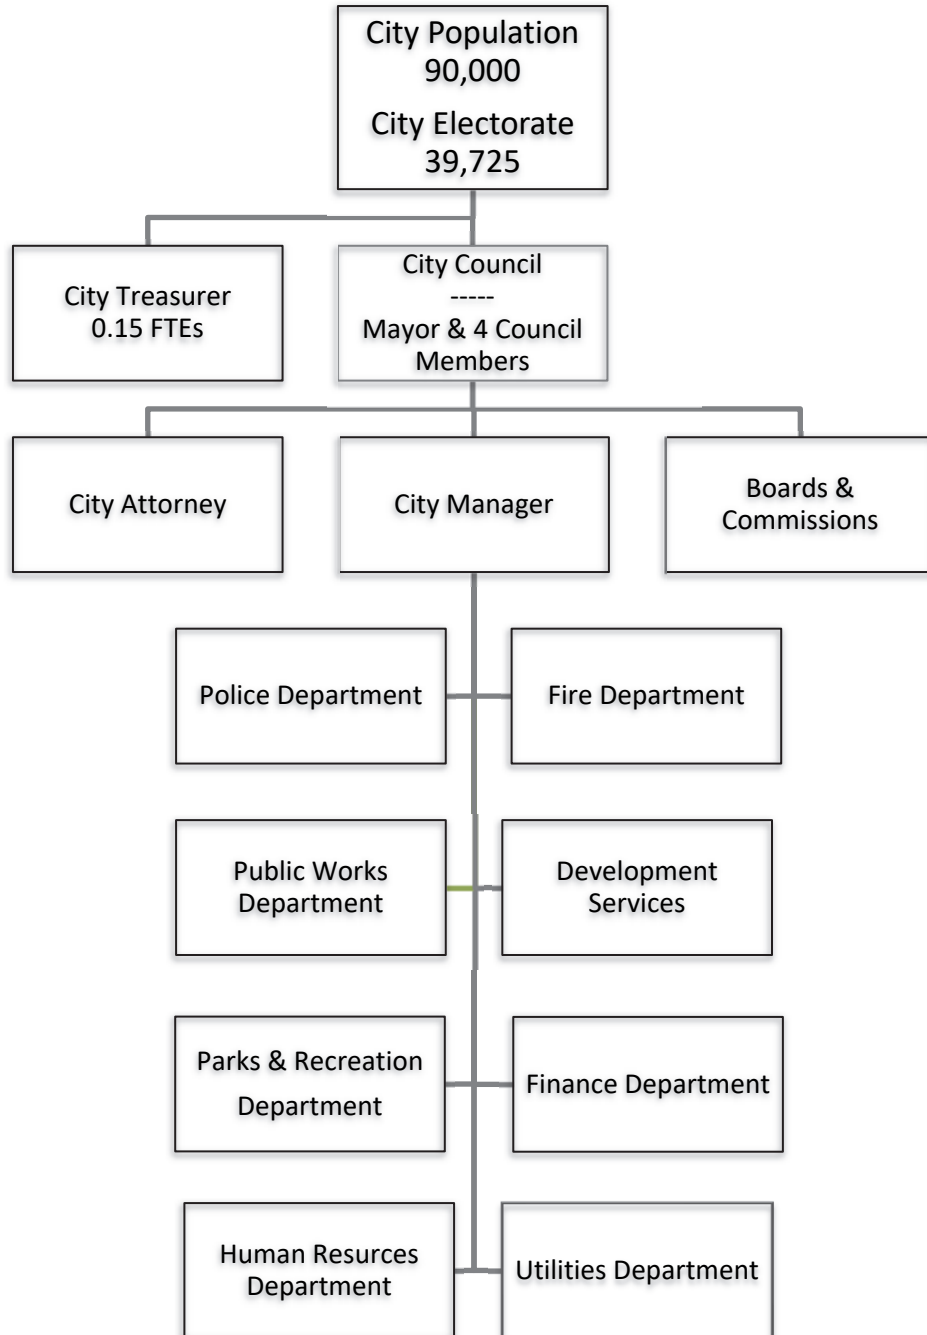 City Population
90,000
City Electorate
39,725
City Treasurer
0.15 FTEs
City Council
-----
Mayor & 4 Council
Members
City Attorney
City Manager
Boards &
Commissions
Police Department
Fire Department
Public Works
Department
Development
Services
Parks & Recreation
Department
Finance Department
Human Resurces
Department
Utilities Department